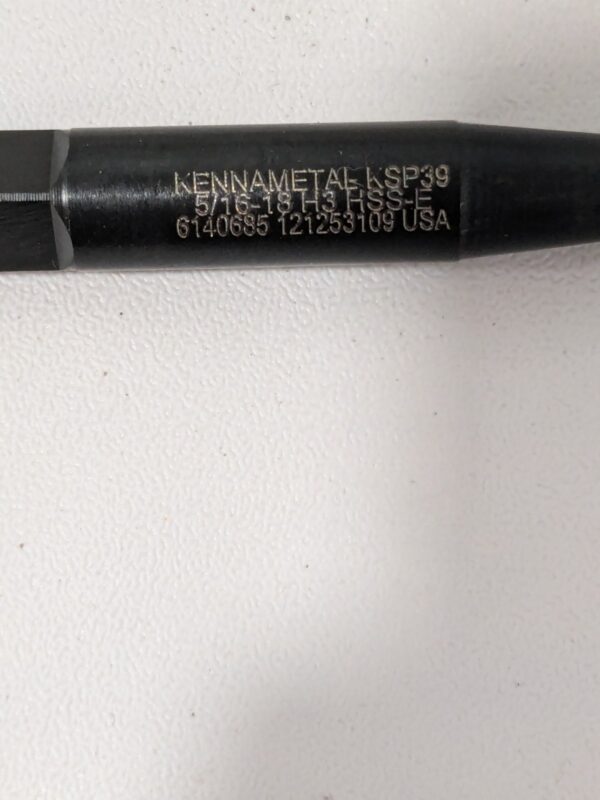 KENNAMETAL KSP39
5/16-18 H3 HSS-E
6140685 121253109 USA